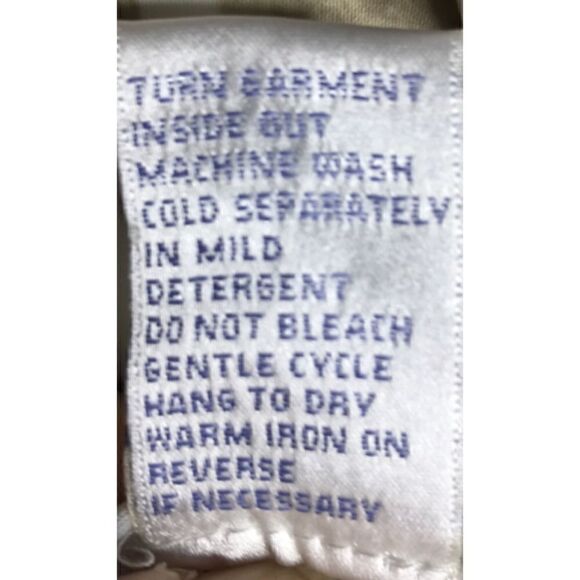 TURN GARMENT
INSIDE OUT
MACHINE WASH
COLD SEPARATELY
IN MILD
DETERGENT
DO NOT BLEACH
GENTLE CYCLE
HANG TO DRY
WARM IRON ON
REVERSE
IF NECESSARY